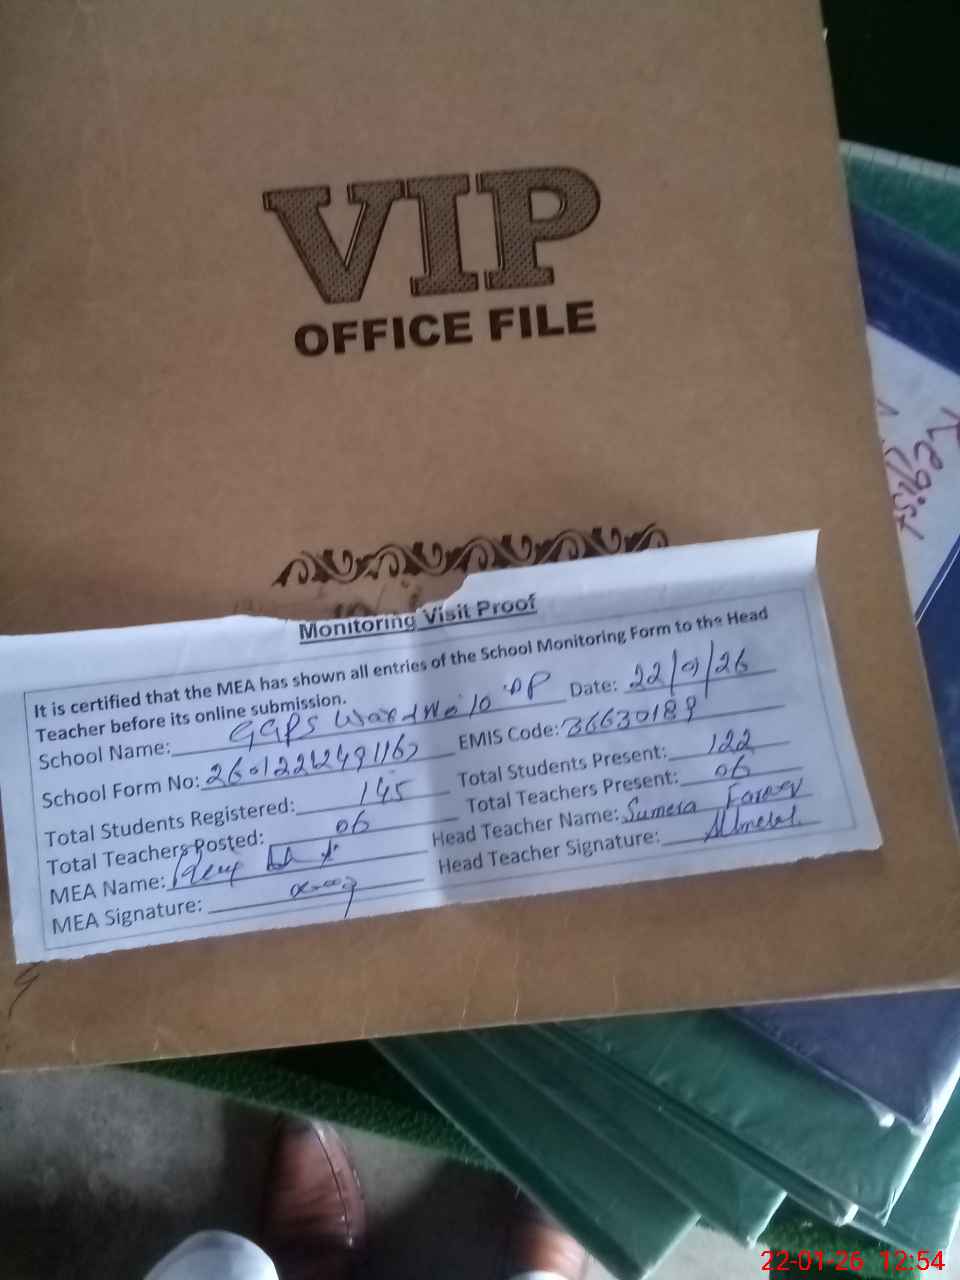 VIP
OFFICE FILE
Regist
Monitoring Visit Proof
It is certified that the MEA has shown all entries of the School Monitoring Form to the Head
Teacher before its online submission.
School Name: GGPS Ward No 10 DP Date: 22/ /26
School Form No: EMIS Code: 36630189
Total Students Registered: 145 Total Students Present: 122
Total Teachers Posted: 06 Total Teachers Present: 06
MEA Name: Head Teacher Name: Sumera
MEA Signature: Head Teacher Signature:
22-01-26 12:54